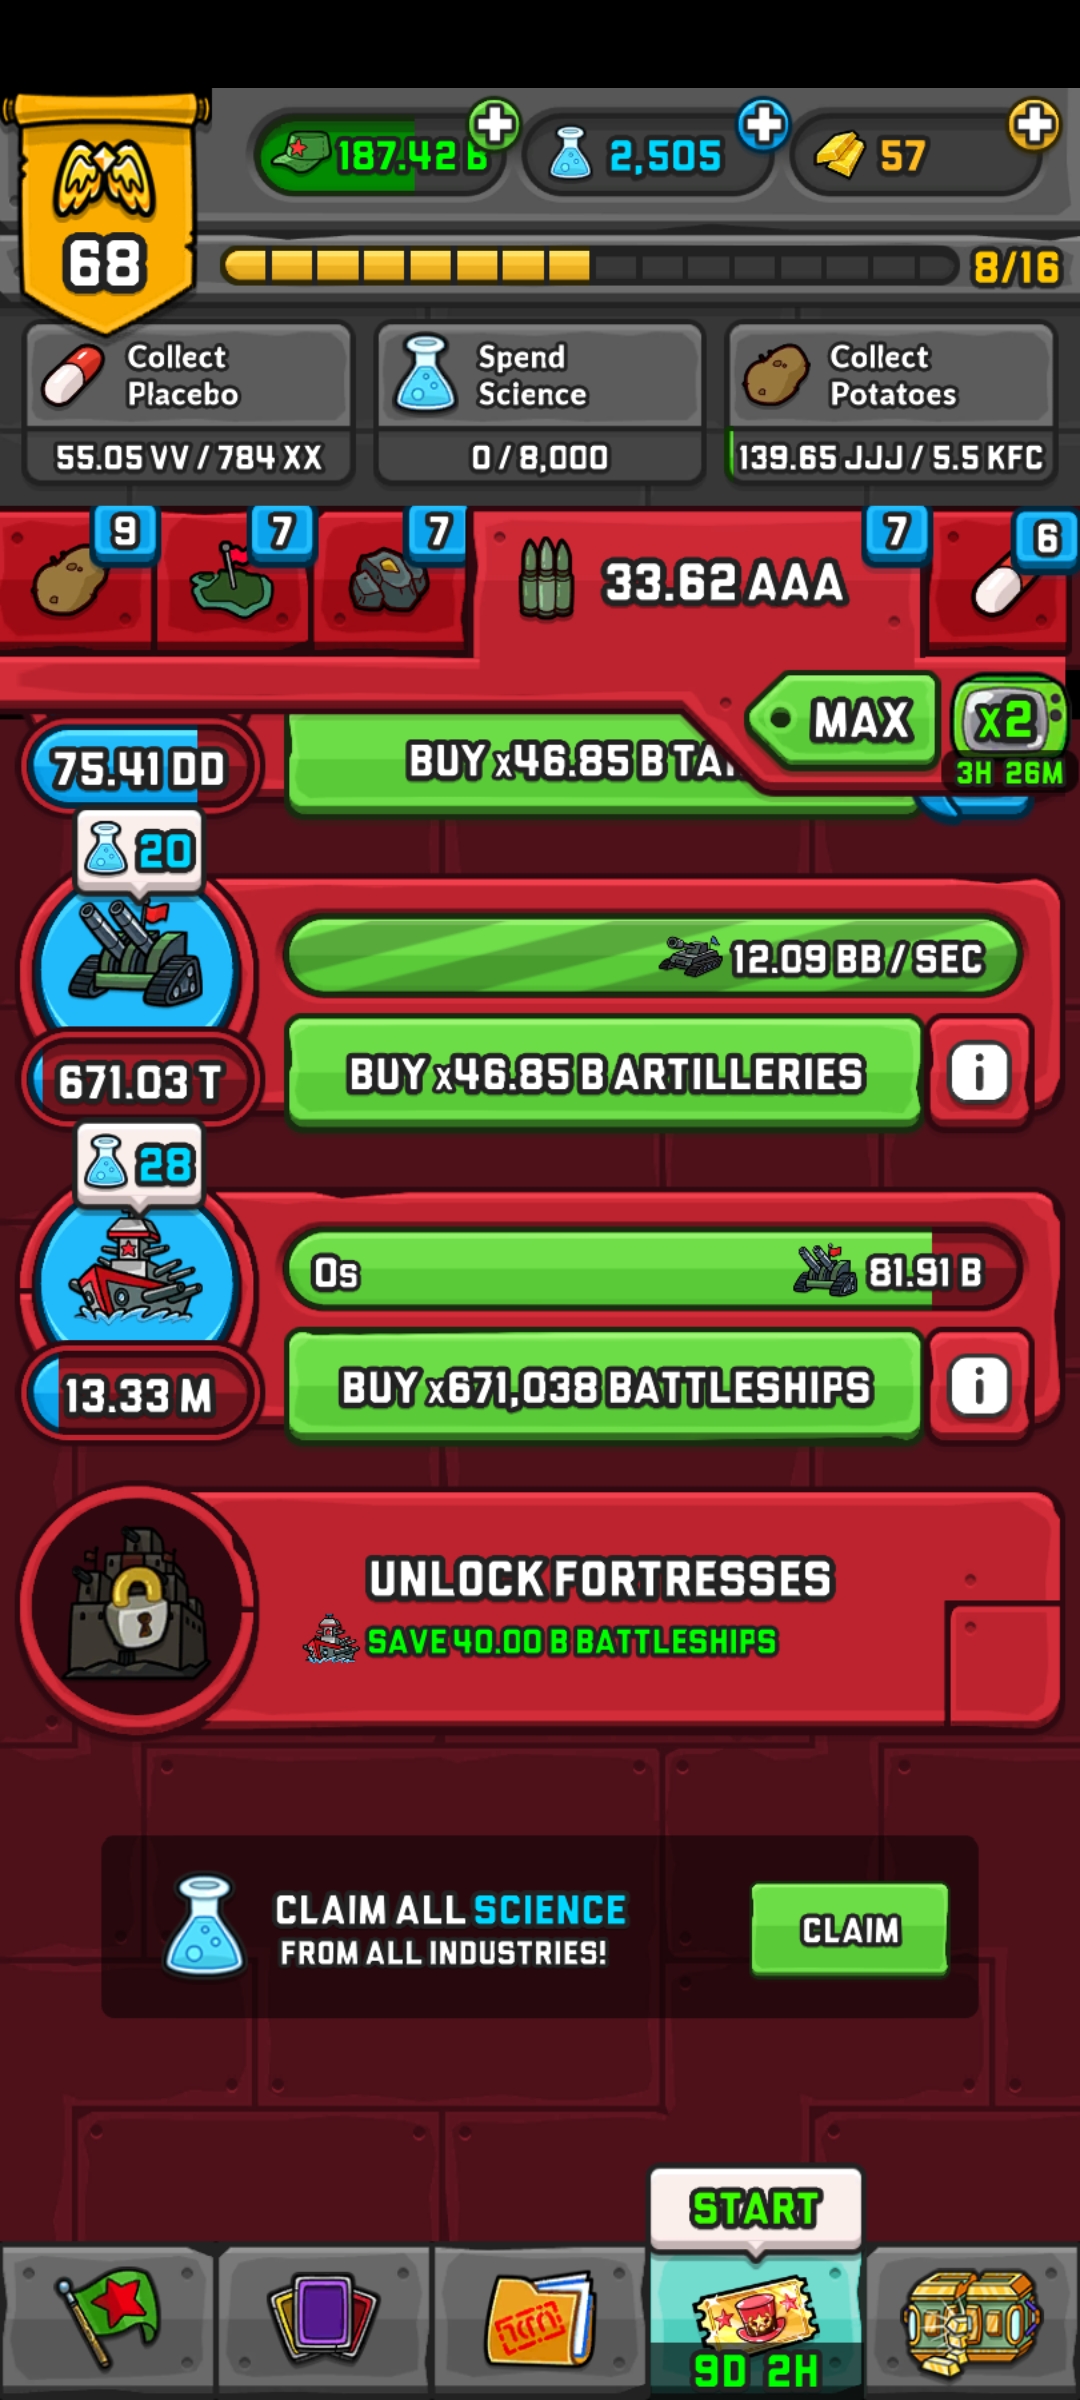 187.42 B
2,505
57
68
8/16
Collect
Placebo
55.05 VV / 784 XX
Spend
Science
0 / 8,000
Collect
Potatoes
139.65 JJJ / 5.5 KFC
9
7
7
33.62 AAA
7
6
MAX
x2
3H 26M
75.41 DD
BUY x46.85 B TA
20
12.09 BB / SEC
671.03 T
BUY x46.85 B ARTILLERIES
i
28
0s
81.91 B
13.33 M
BUY x671,038 BATTLESHIPS
i
UNLOCK FORTRESSES
SAVE 40.00 B BATTLESHIPS
CLAIM ALL SCIENCE
FROM ALL INDUSTRIES!
CLAIM
START
9D 2H